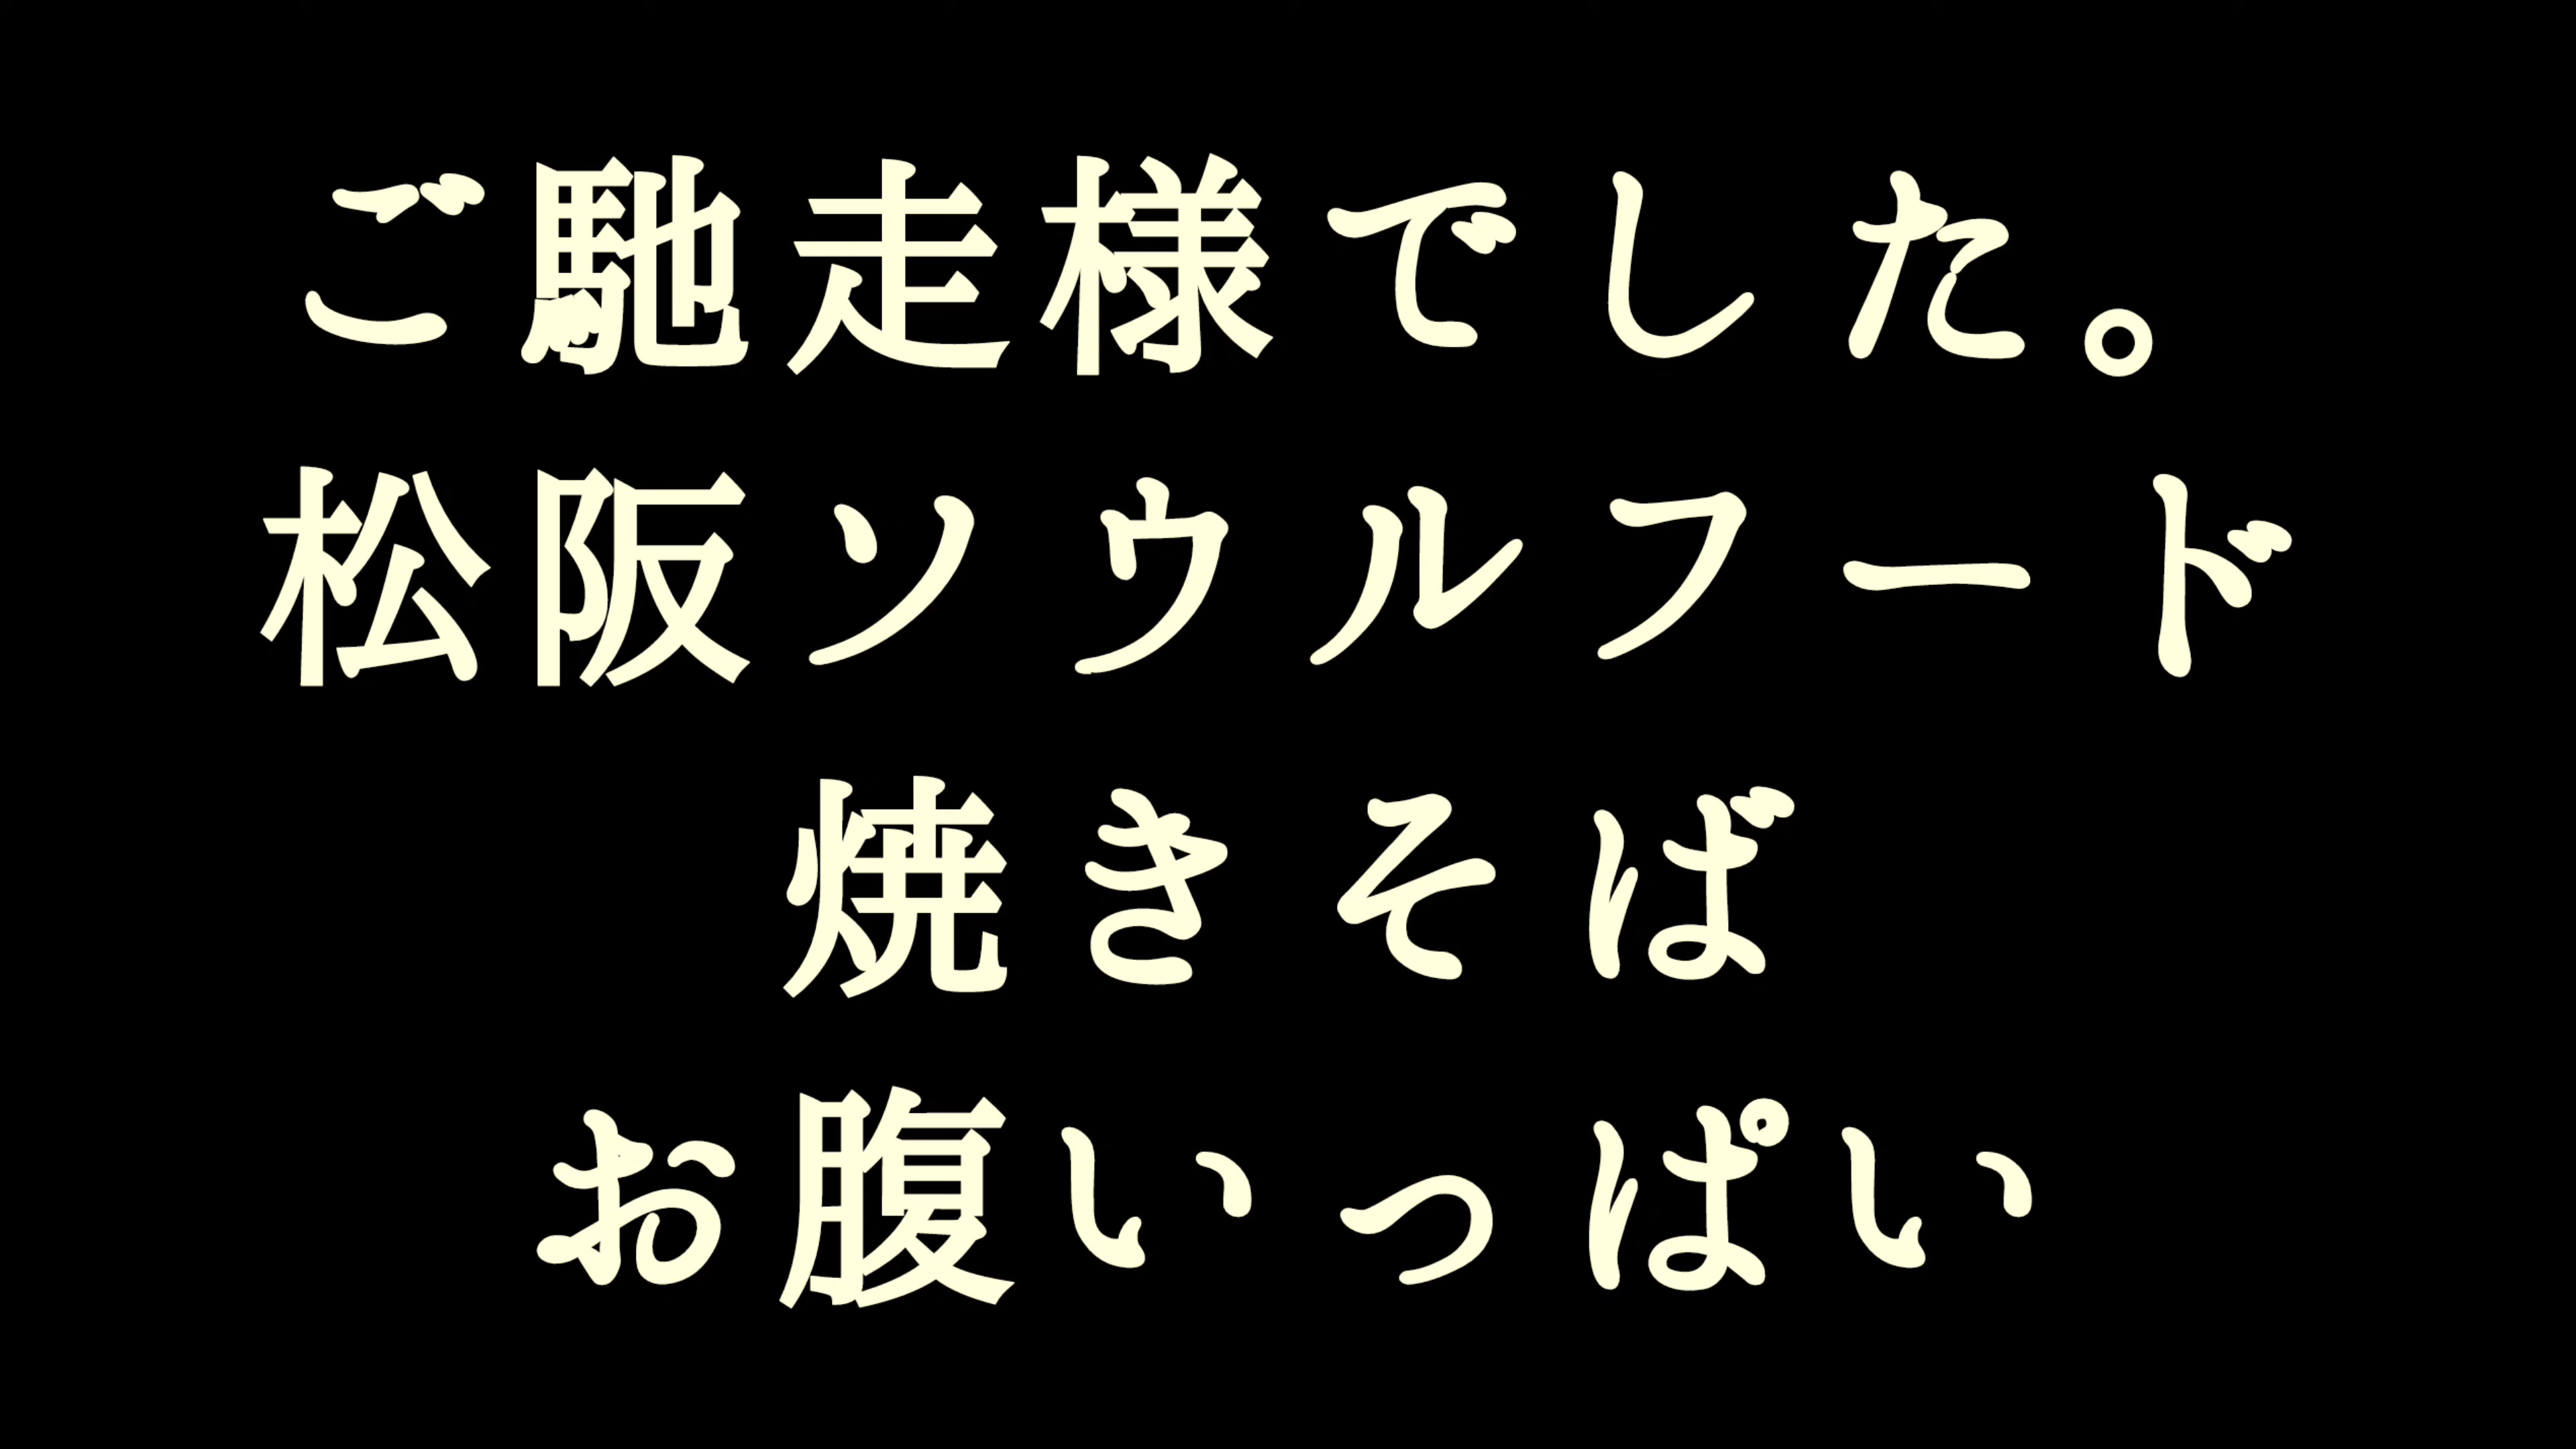 ご馳走様でした。
松阪ソウルフード
焼きそば
お腹いっぱい